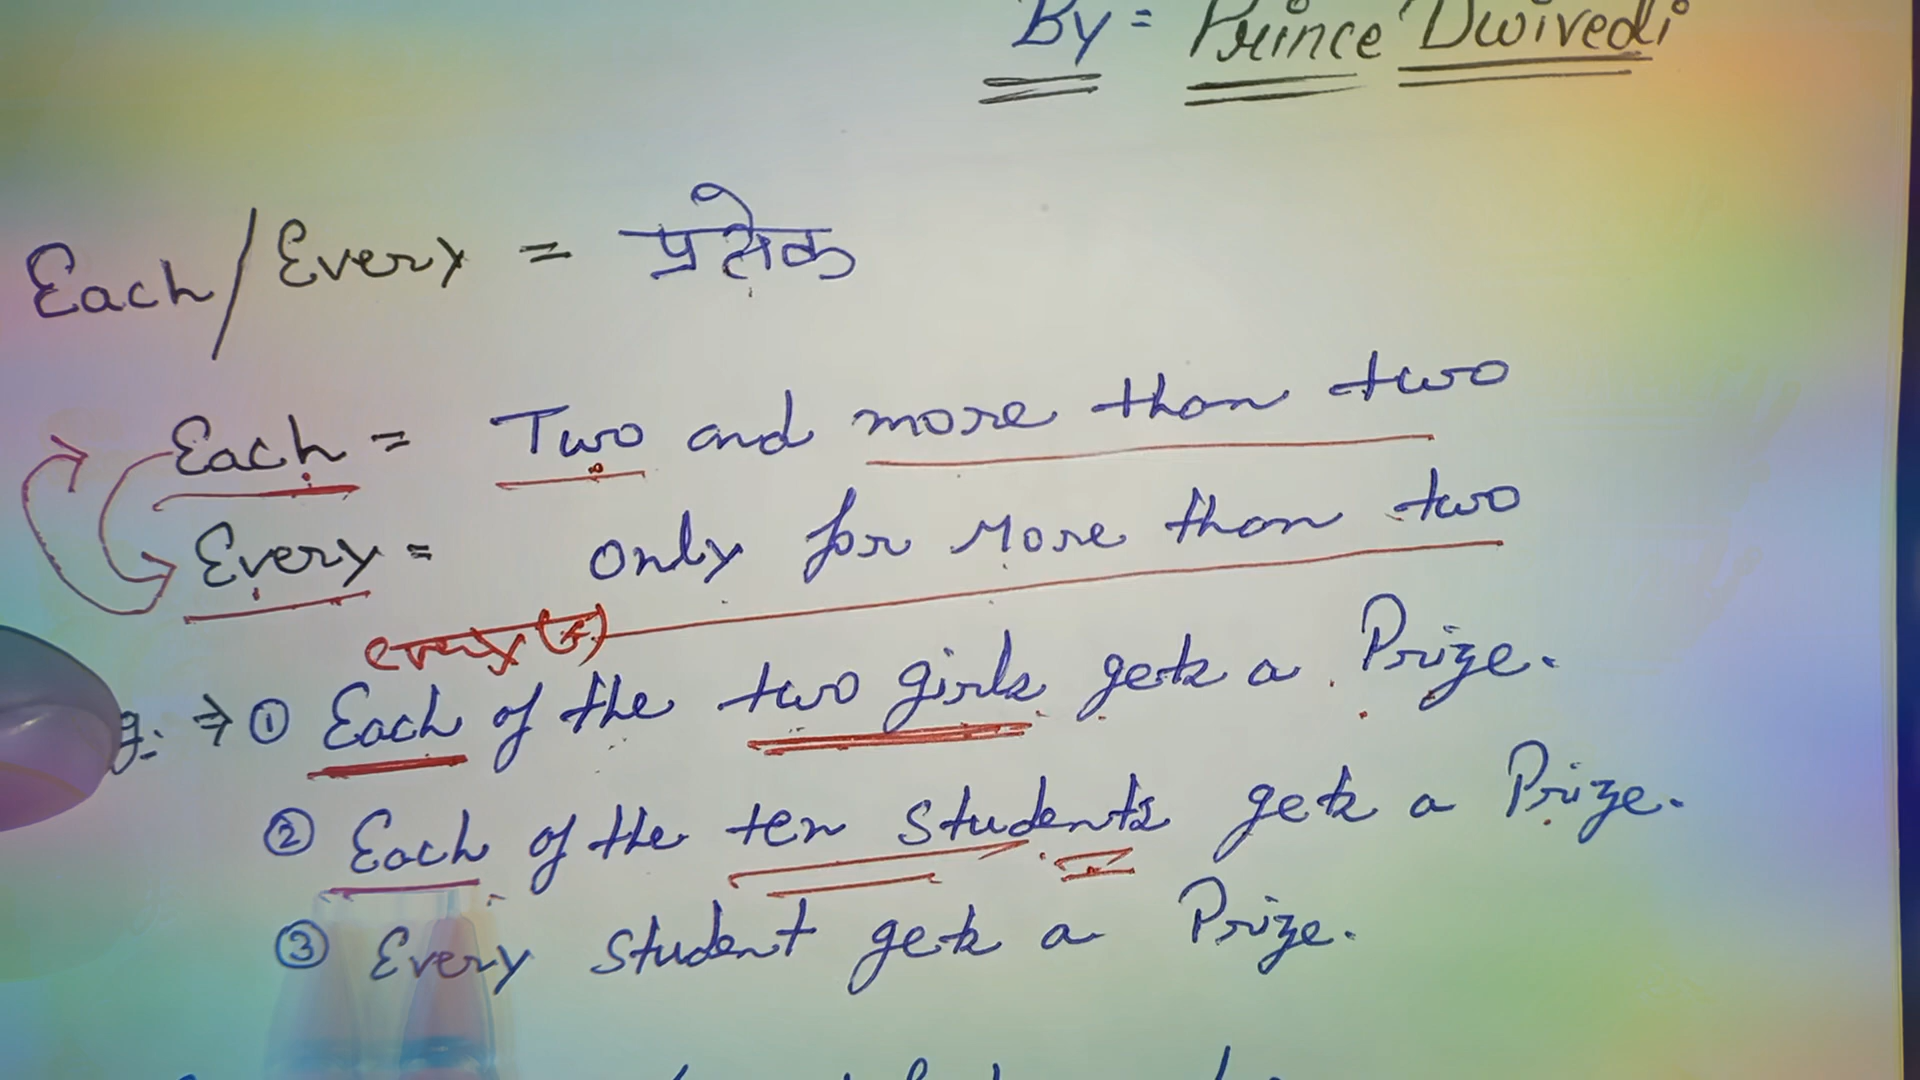 By = Prince Dwivedi
Each/Every = प्रत्येक
Each = Two and more than two
Every = only for More than two
every (x)
g. ⇒ ① Each of the two girls gets a Prize.
② Each of the ten students gets a Prize.
③ Every student gets a Prize.